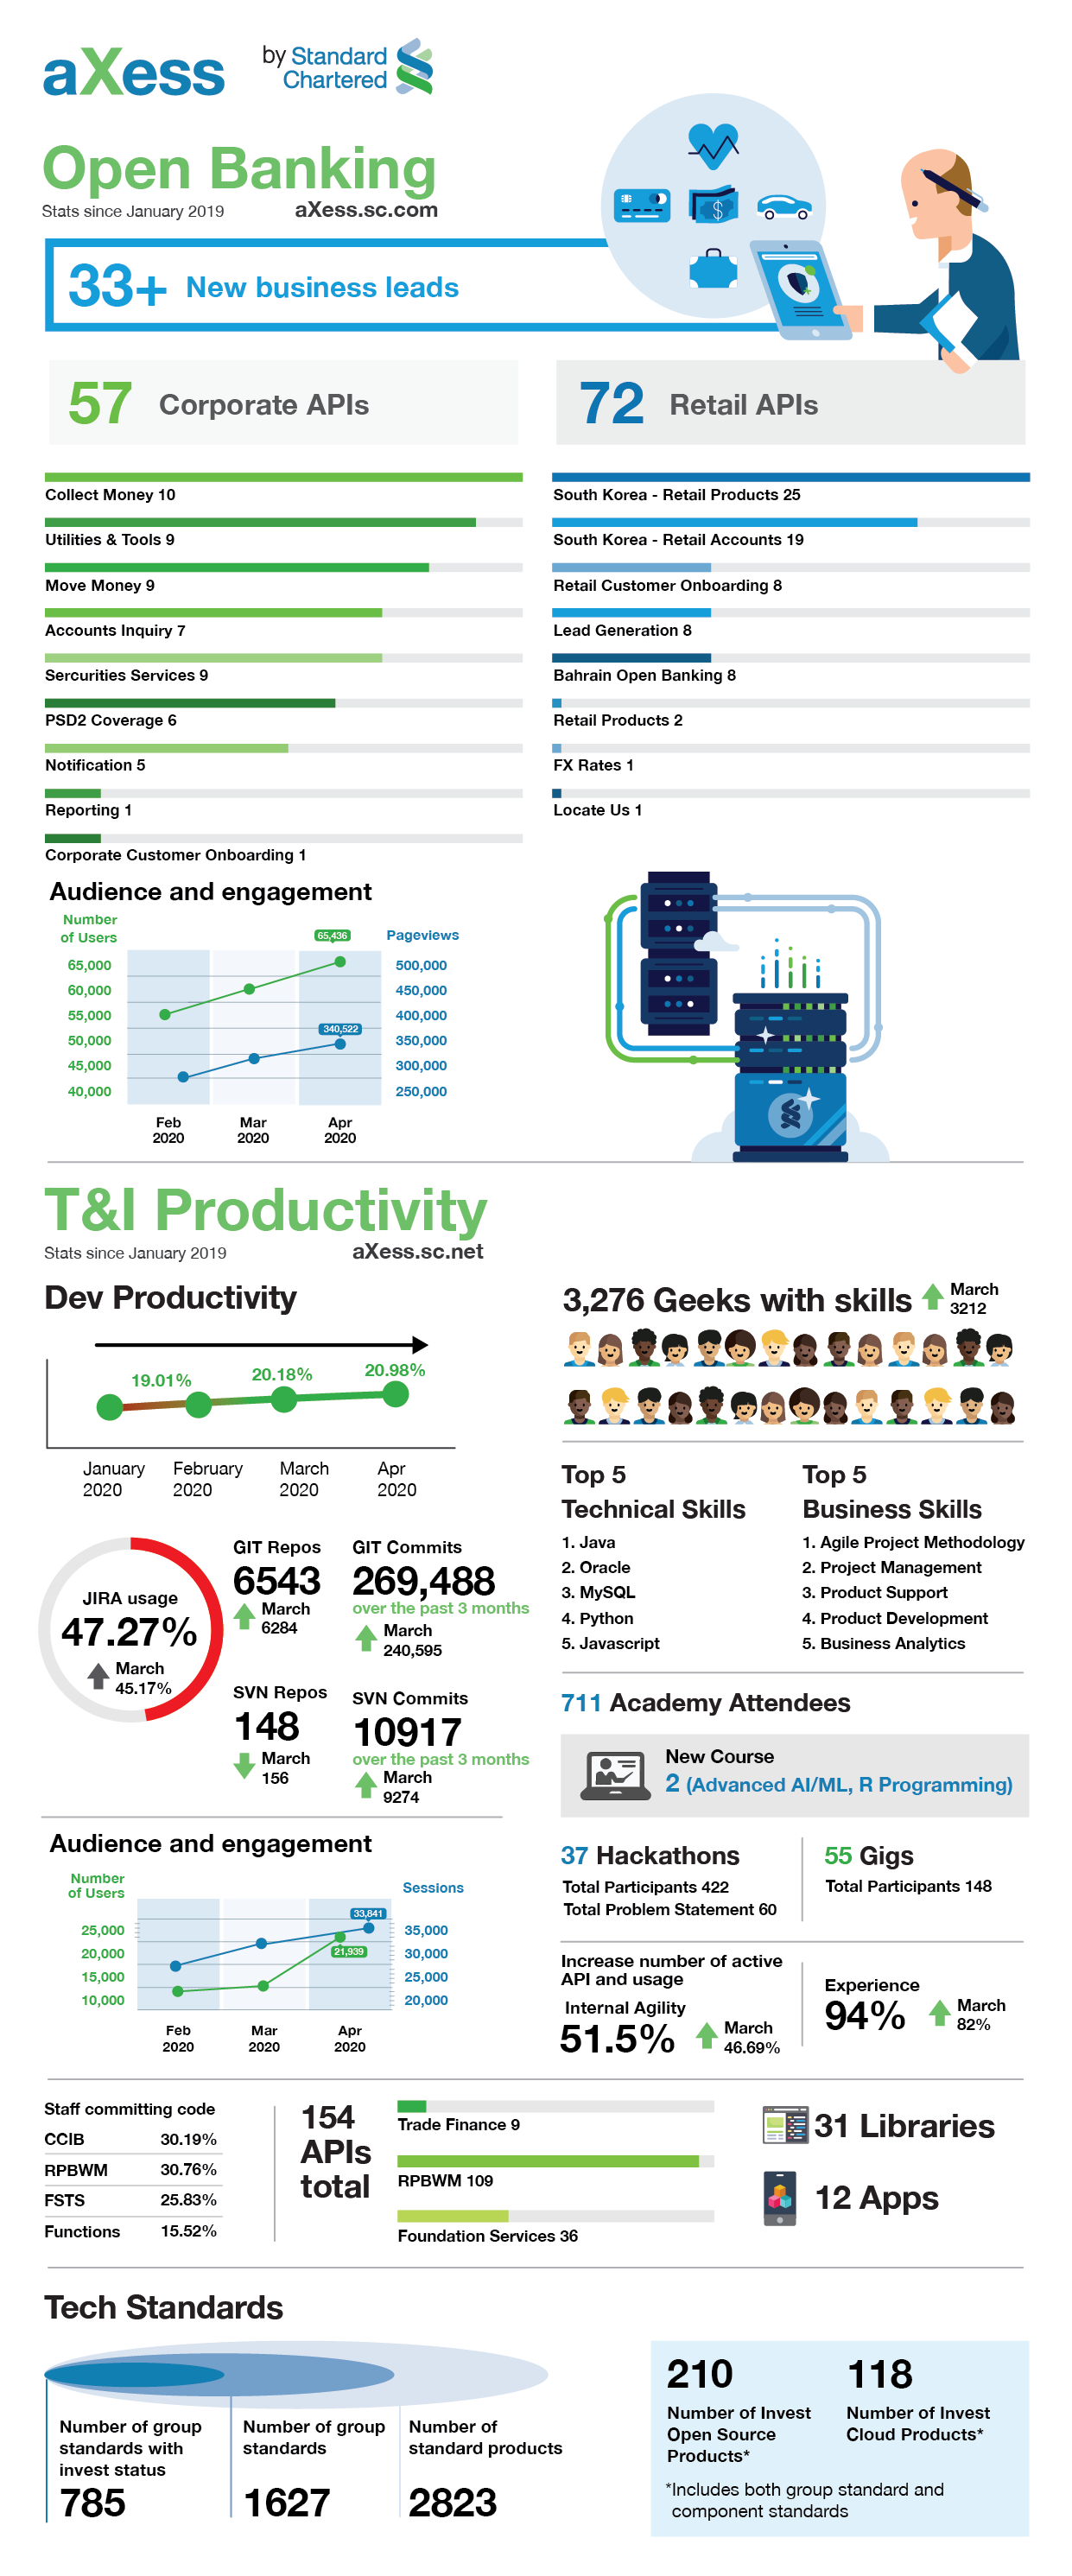 aXess
by Standard
Chartered
Open Banking
Stats since January 2019
aXess.sc.com
33+ New business leads
57 Corporate APIs
Collect Money 10
Utilities & Tools 9
Move Money 9
Accounts Inquiry 7
Sercurities Services 9
PSD2 Coverage 6
Notification 5
Reporting 1
Corporate Customer Onboarding 1
72 Retail APIs
South Korea - Retail Products 25
South Korea - Retail Accounts 19
Retail Customer Onboarding 8
Lead Generation 8
Bahrain Open Banking 8
Retail Products 2
FX Rates 1
Locate Us 1
Audience and engagement
Number
of Users
65,000
60,000
55,000
50,000
45,000
40,000
65,436
340,522
Pageviews
500,000
450,000
400,000
350,000
300,000
250,000
Feb
2020
Mar
2020
Apr
2020
T&I Productivity
Stats since January 2019
aXess.sc.net
Dev Productivity
19.01%
20.18%
20.98%
January
2020
February
2020
March
2020
Apr
2020
JIRA usage
47.27%
March
45.17%
GIT Repos
6543
March
6284
GIT Commits
269,488
over the past 3 months
March
240,595
SVN Repos
148
March
156
SVN Commits
10917
over the past 3 months
March
9274
Audience and engagement
Number
of Users
25,000
20,000
15,000
10,000
33,841
21,939
Sessions
35,000
30,000
25,000
20,000
Feb
2020
Mar
2020
Apr
2020
3,276 Geeks with skills
March
3212
Top 5
Technical Skills
1. Java
2. Oracle
3. MySQL
4. Python
5. Javascript
Top 5
Business Skills
1. Agile Project Methodology
2. Project Management
3. Product Support
4. Product Development
5. Business Analytics
711 Academy Attendees
New Course
2 (Advanced AI/ML, R Programming)
37 Hackathons
Total Participants 422
Total Problem Statement 60
55 Gigs
Total Participants 148
Increase number of active
API and usage
Internal Agility
51.5%
March
46.69%
Experience
94%
March
82%
Staff committing code
CCIB 30.19%
RPBWM 30.76%
FSTS 25.83%
Functions 15.52%
154
APIs
total
Trade Finance 9
RPBWM 109
Foundation Services 36
31 Libraries
12 Apps
Tech Standards
Number of group
standards with
invest status
785
Number of group
standards
1627
Number of
standard products
2823
210
Number of Invest
Open Source
Products*
118
Number of Invest
Cloud Products*
*Includes both group standard and
component standards